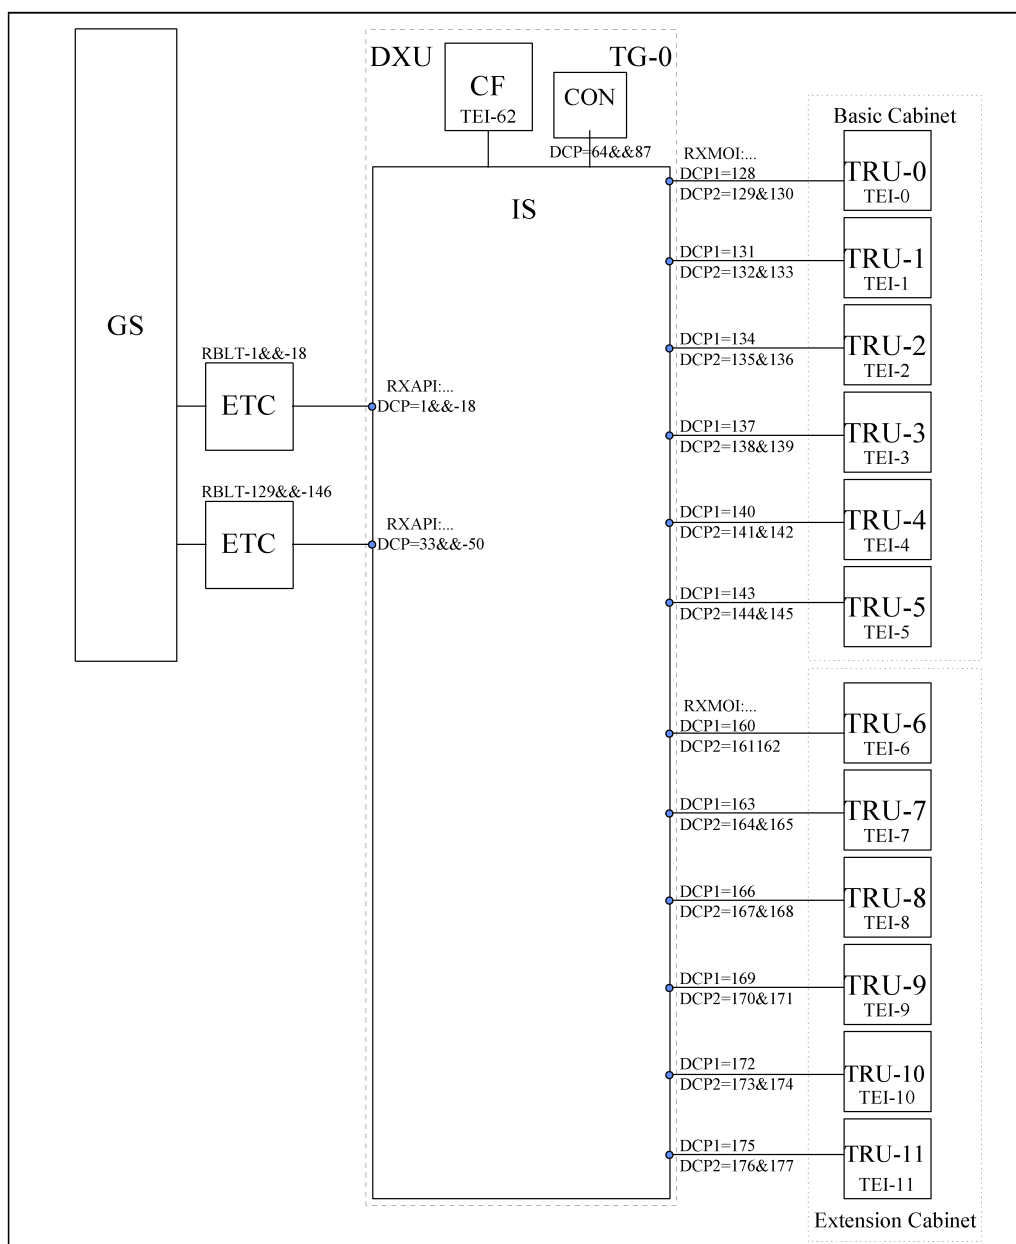 DXU
TG-0
CF
TEI-62
CON
DCP=64&&87
Basic Cabinet
GS
IS
RBLT-1&&-18
ETC
RXAPI:...
DCP=1&&-18
RBLT-129&&-146
ETC
RXAPI:...
DCP=33&&-50
RXMOI:...
DCP1=128
DCP2=129&130
TRU-0
TEI-0
DCP1=131
DCP2=132&133
TRU-1
TEI-1
DCP1=134
DCP2=135&136
TRU-2
TEI-2
DCP1=137
DCP2=138&139
TRU-3
TEI-3
DCP1=140
DCP2=141&142
TRU-4
TEI-4
DCP1=143
DCP2=144&145
TRU-5
TEI-5
RXMOI:...
DCP1=160
DCP2=161162
TRU-6
TEI-6
DCP1=163
DCP2=164&165
TRU-7
TEI-7
DCP1=166
DCP2=167&168
TRU-8
TEI-8
DCP1=169
DCP2=170&171
TRU-9
TEI-9
DCP1=172
DCP2=173&174
TRU-10
TEI-10
DCP1=175
DCP2=176&177
TRU-11
TEI-11
Extension Cabinet